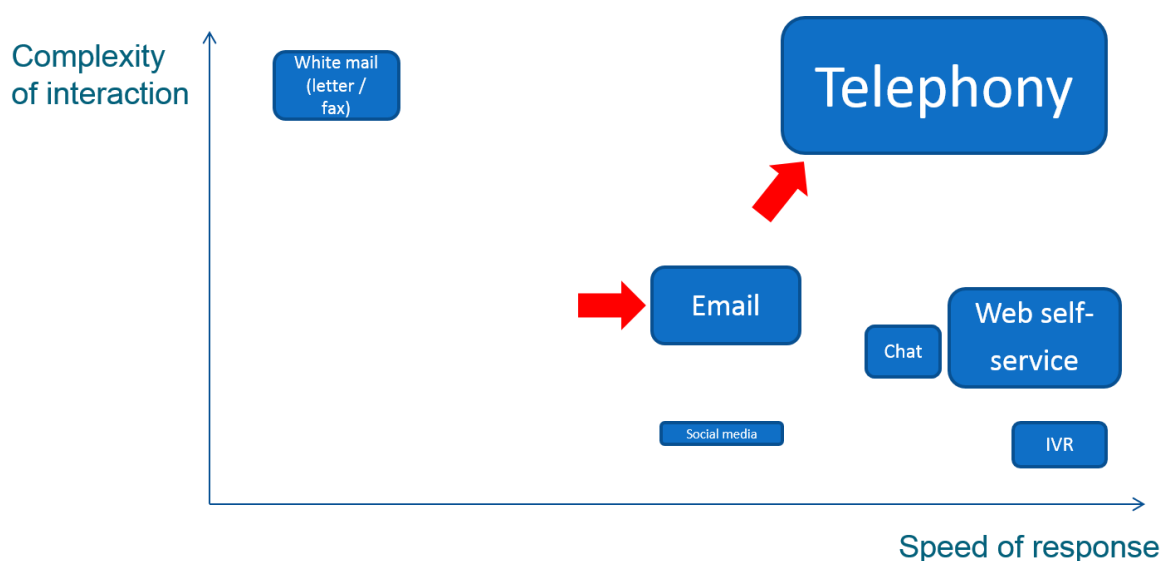 Complexity
of interaction
White mail
(letter /
fax)
Telephony
Email
Chat
Web self-
service
Social media
IVR
Speed of response